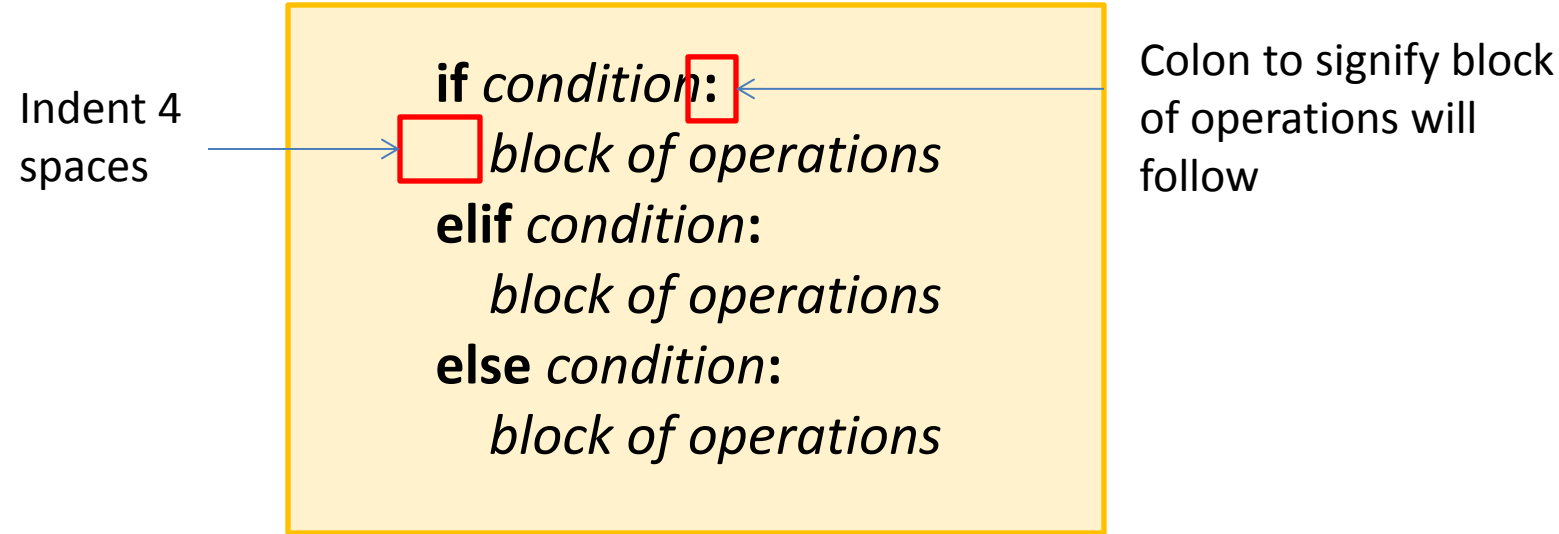 Indent 4
spaces
if condition:
block of operations
elif condition:
block of operations
else condition:
block of operations
Colon to signify block
of operations will
follow